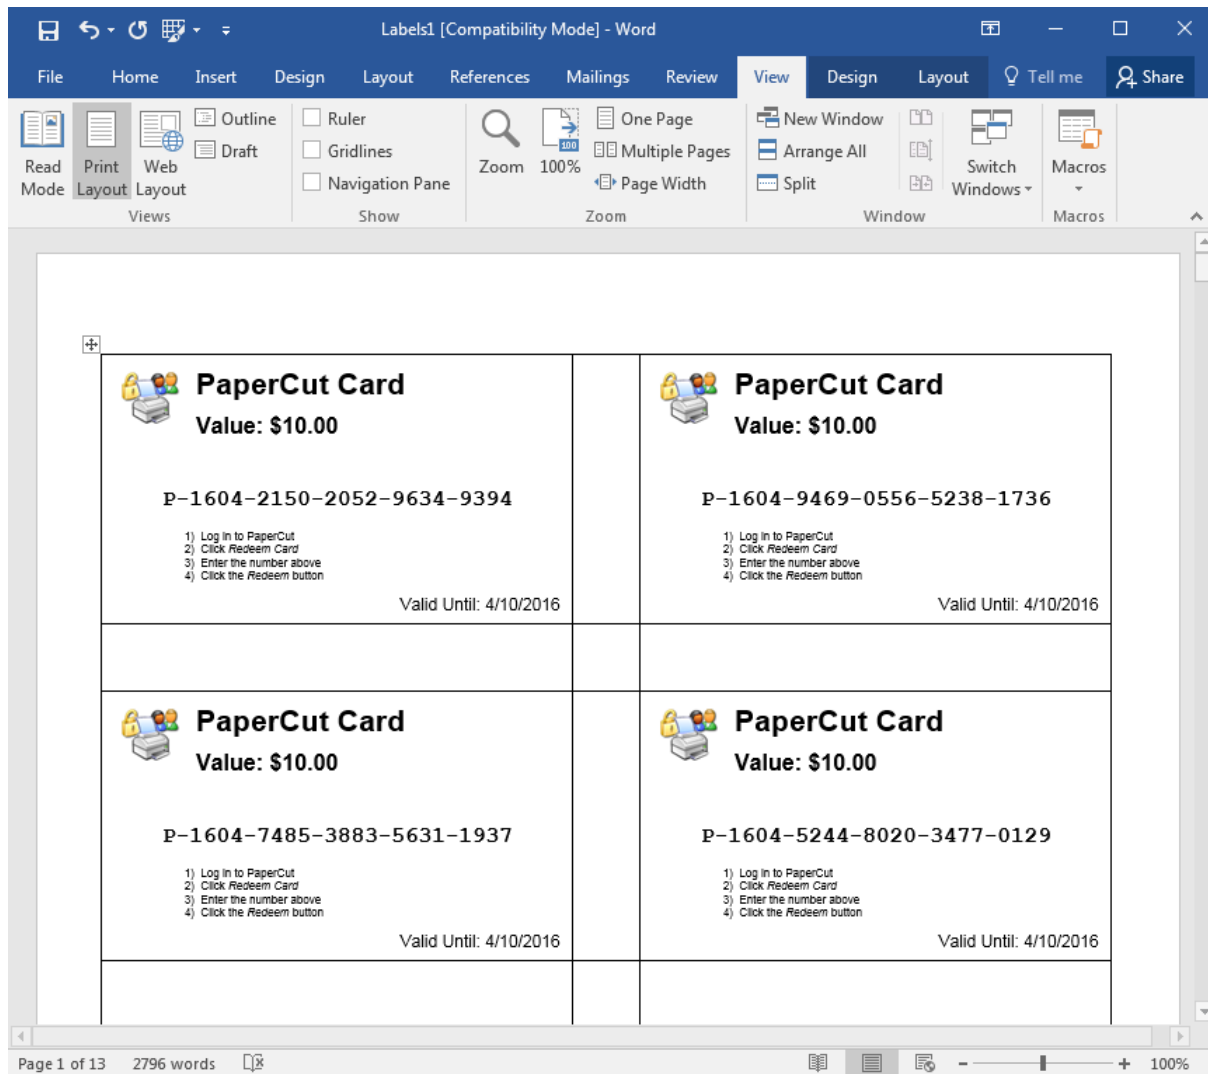 Labels1 [Compatibility Mode] - Word
File Home Insert Design Layout References Mailings Review View Design Layout Tell me Share
Read Mode
Print Layout
Web Layout
Outline
Draft
Views
Ruler
Gridlines
Navigation Pane
Show
Zoom
100
100%
One Page
Multiple Pages
Page Width
Zoom
New Window
Arrange All
Split
Switch Windows
Window
Macros
Macros
PaperCut Card
Value: $10.00
P-1604-2150-2052-9634-9394
1) Log in to PaperCut
2) Click Redeem Card
3) Enter the number above
4) Click the Redeem button
Valid Until: 4/10/2016
PaperCut Card
Value: $10.00
P-1604-9469-0556-5238-1736
1) Log in to PaperCut
2) Click Redeem Card
3) Enter the number above
4) Click the Redeem button
Valid Until: 4/10/2016
PaperCut Card
Value: $10.00
P-1604-7485-3883-5631-1937
1) Log in to PaperCut
2) Click Redeem Card
3) Enter the number above
4) Click the Redeem button
Valid Until: 4/10/2016
PaperCut Card
Value: $10.00
P-1604-5244-8020-3477-0129
1) Log in to PaperCut
2) Click Redeem Card
3) Enter the number above
4) Click the Redeem button
Valid Until: 4/10/2016
Page 1 of 13 2796 words 100%